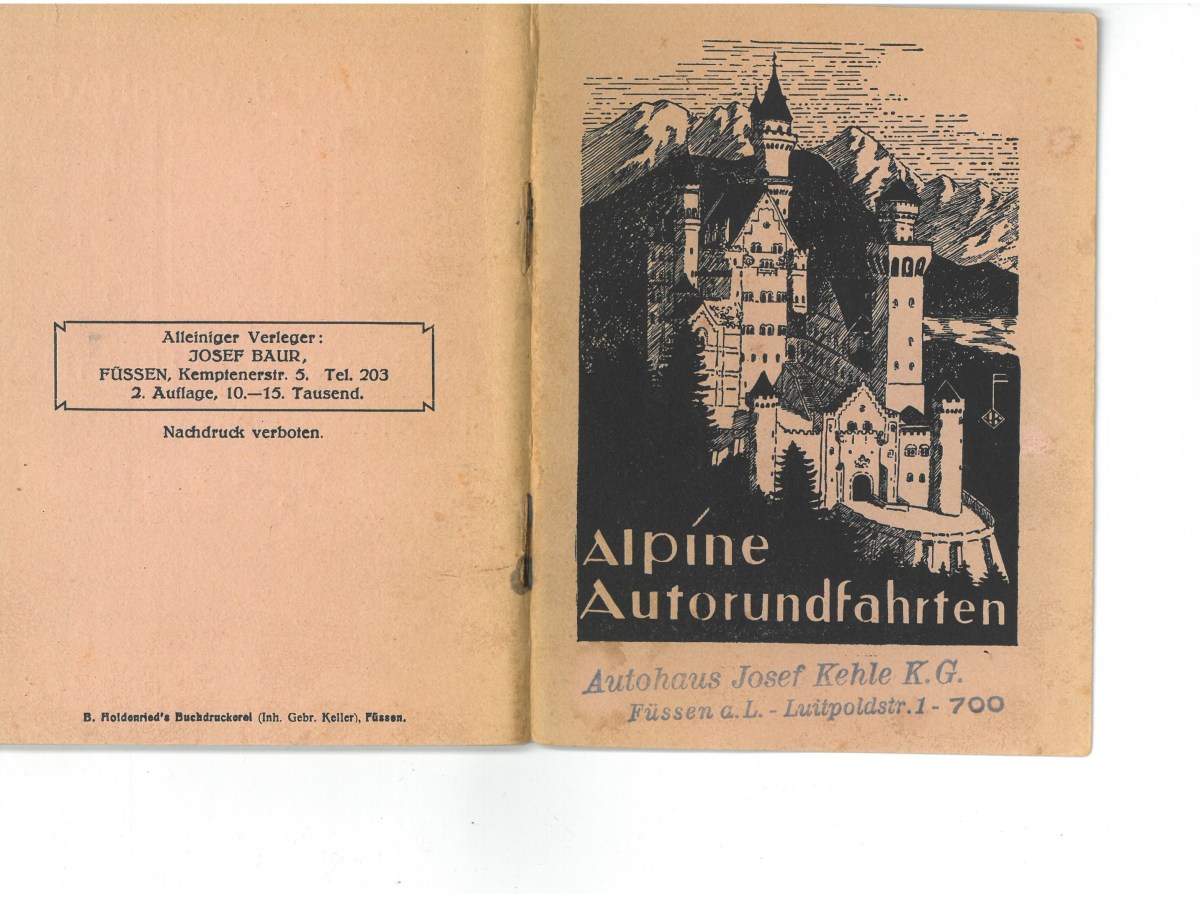 Alleiniger Verleger:
JOSEF BAUR,
FÜSSEN, Kemptenerstr. 5. Tel. 203
2. Auflage, 10.—15. Tausend.
Nachdruck verboten.
B. Holdenried's Buchdruckerei (Inh. Gebr. Keller), Füssen.
Alpine
Autorundfahrten
Autohaus Josef Kehle K.G.
Füssen a. L. - Luitpoldstr. 1 - 700